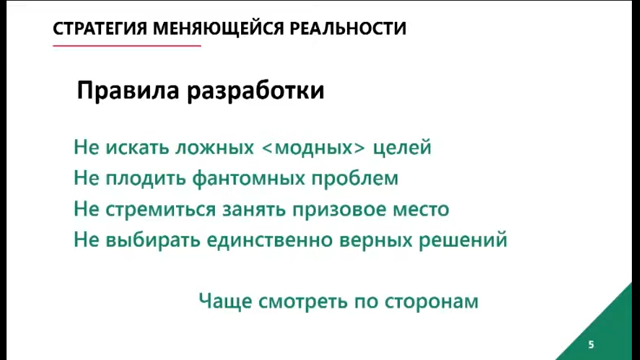 СТРАТЕГИЯ МЕНЯЮЩЕЙСЯ РЕАЛЬНОСТИ
Правила разработки
Не искать ложных <модных> целей
Не плодить фантомных проблем
Не стремиться занять призовое место
Не выбирать единственно верных решений
Чаще смотреть по сторонам
5